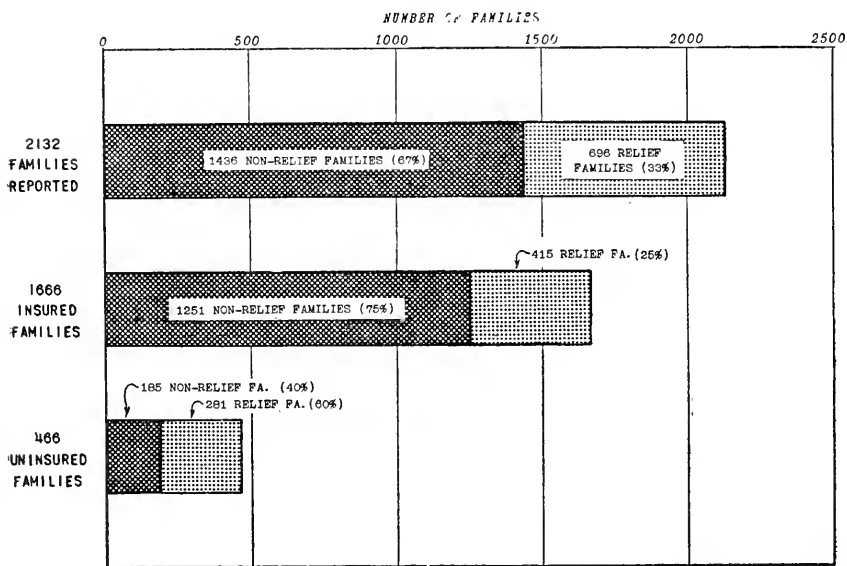 NUMBER OF FAMILIES
0 500 1000 1500 2000 2500
2132
FAMILIES
REPORTED
1436 NON-RELIEF FAMILIES (67%)
696 RELIEF
FAMILIES (33%)
1666
INSURED
FAMILIES
1251 NON-RELIEF FAMILIES (75%)
415 RELIEF FA. (25%)
466
UNINSURED
FAMILIES
185 NON-RELIEF FA. (40%)
281 RELIEF FA. (60%)